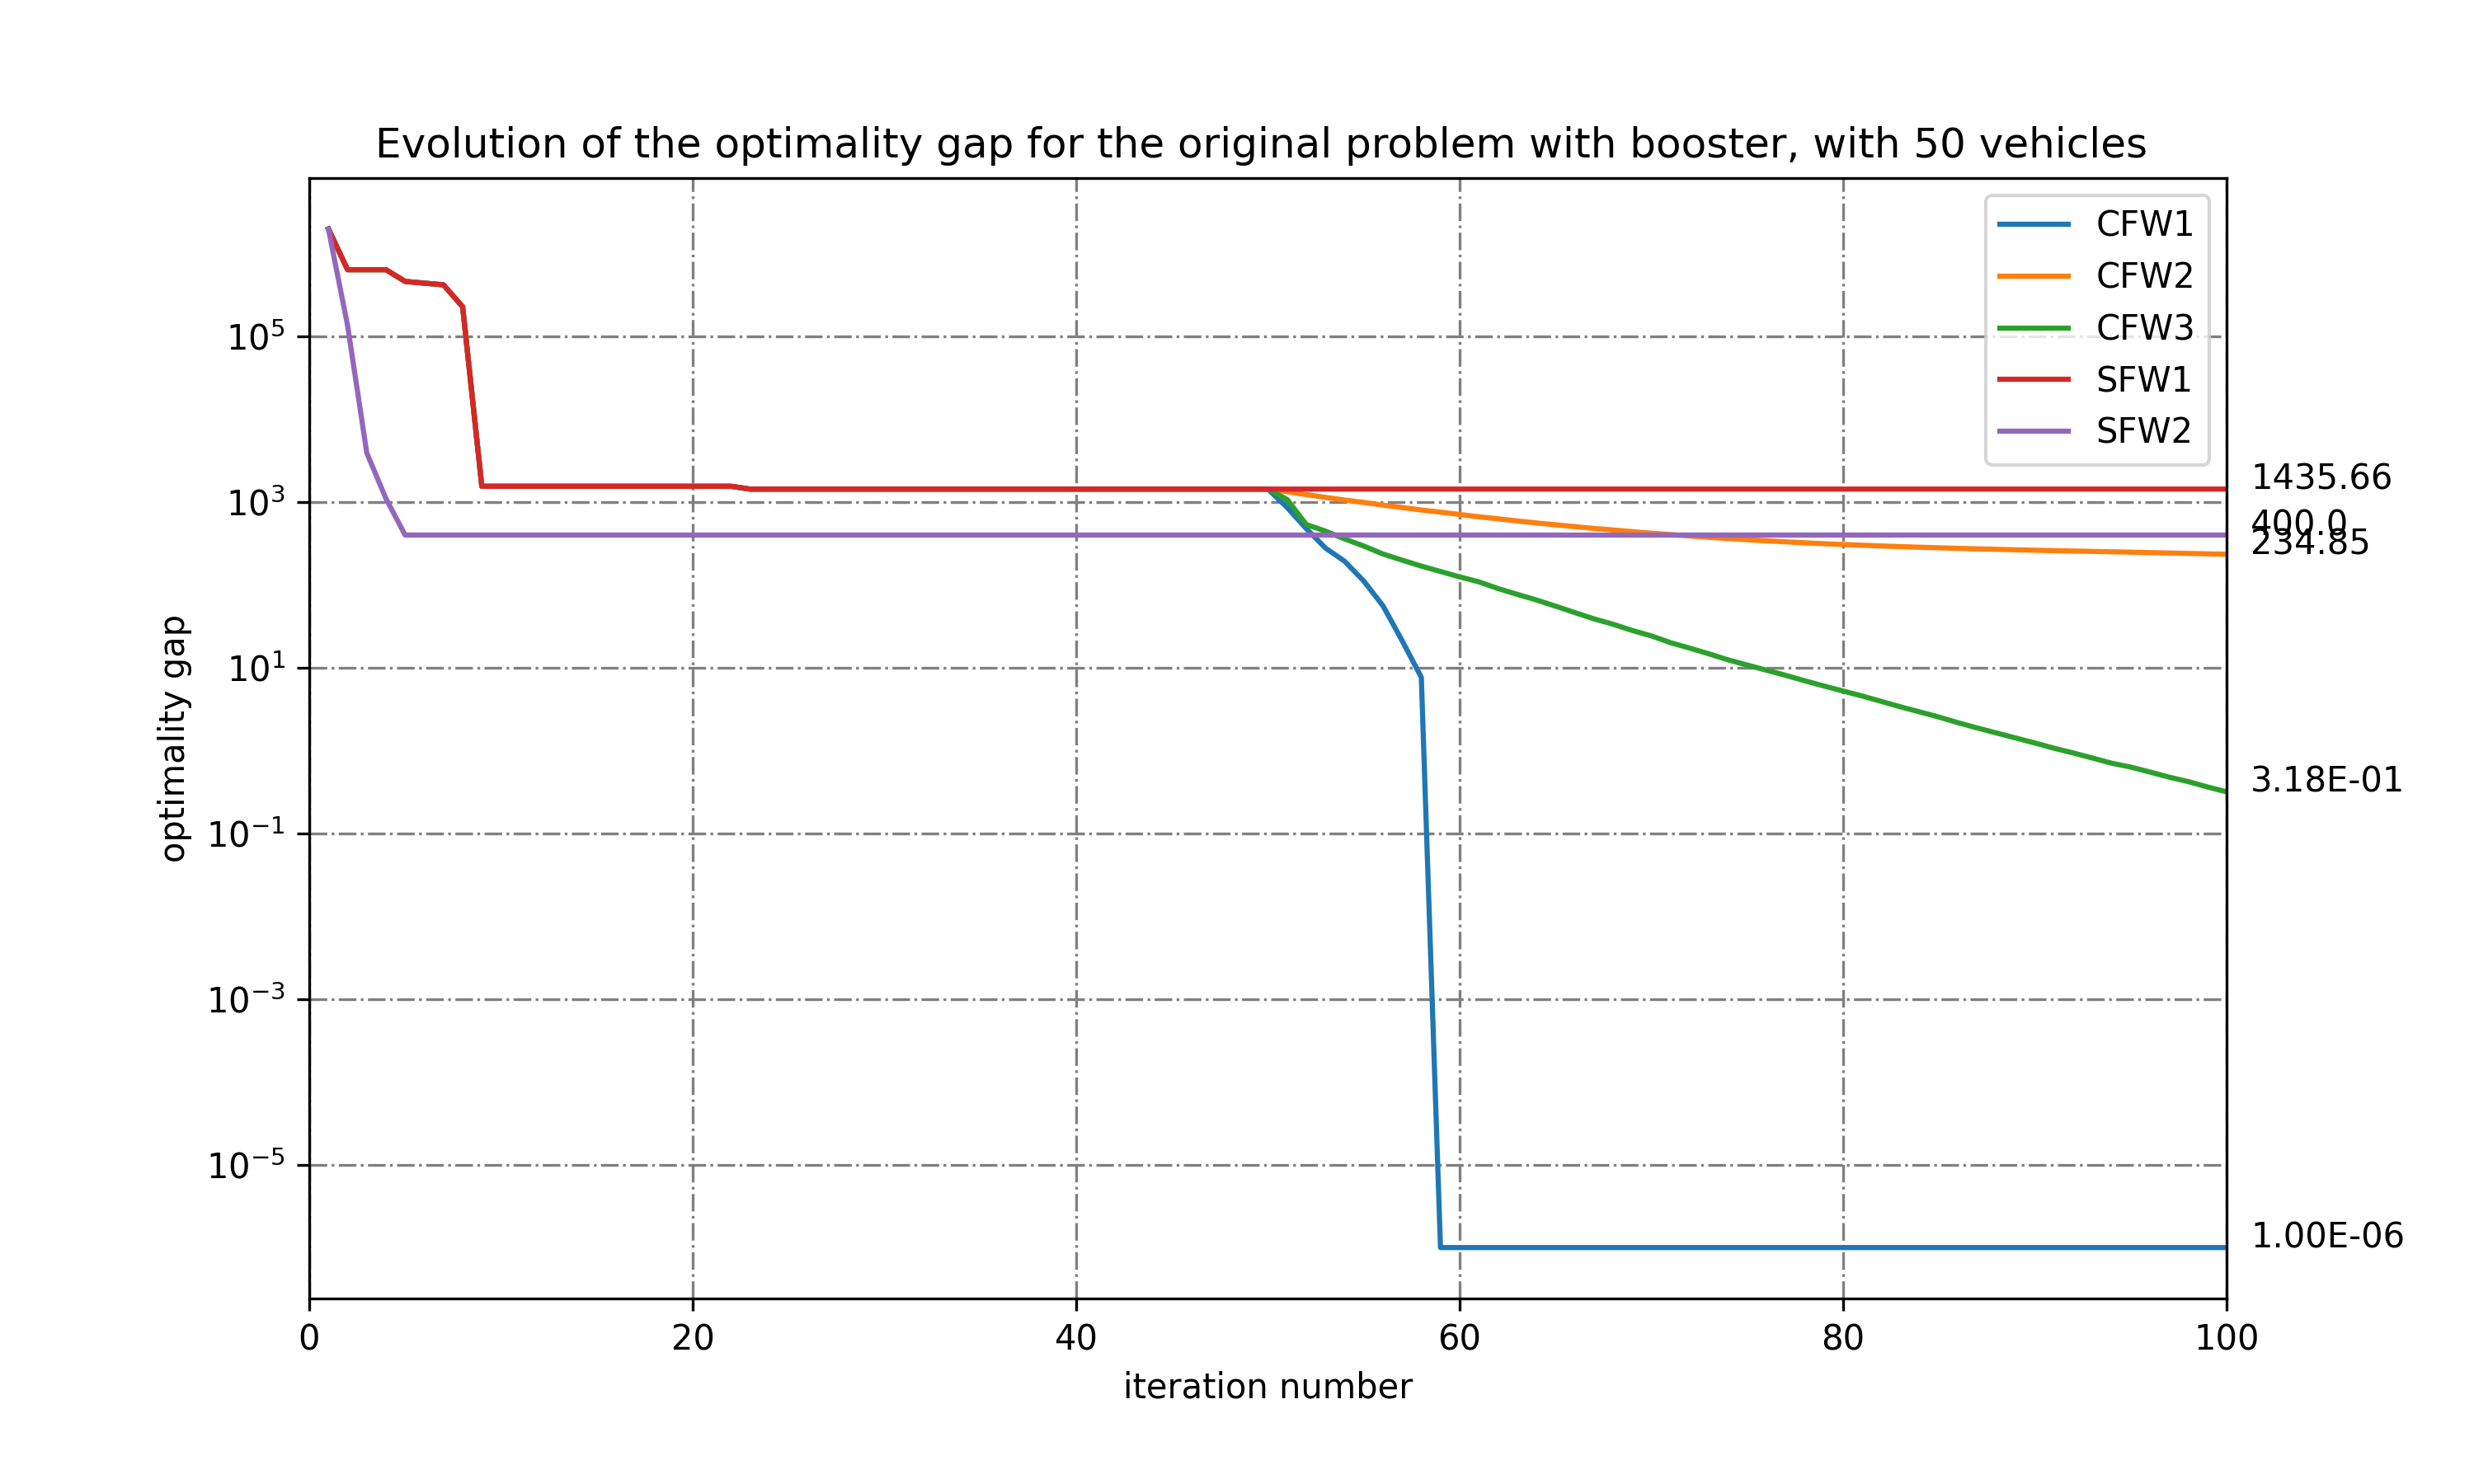 Evolution of the optimality gap for the original problem with booster, with 50 vehicles
CFW1
CFW2
CFW3
SFW1
SFW2
10⁵
10³
10¹
10⁻¹
10⁻³
10⁻⁵
optimality gap
1435.66
400.0
234.85
3.18E-01
1.00E-06
0 20 40 60 80 100
iteration number